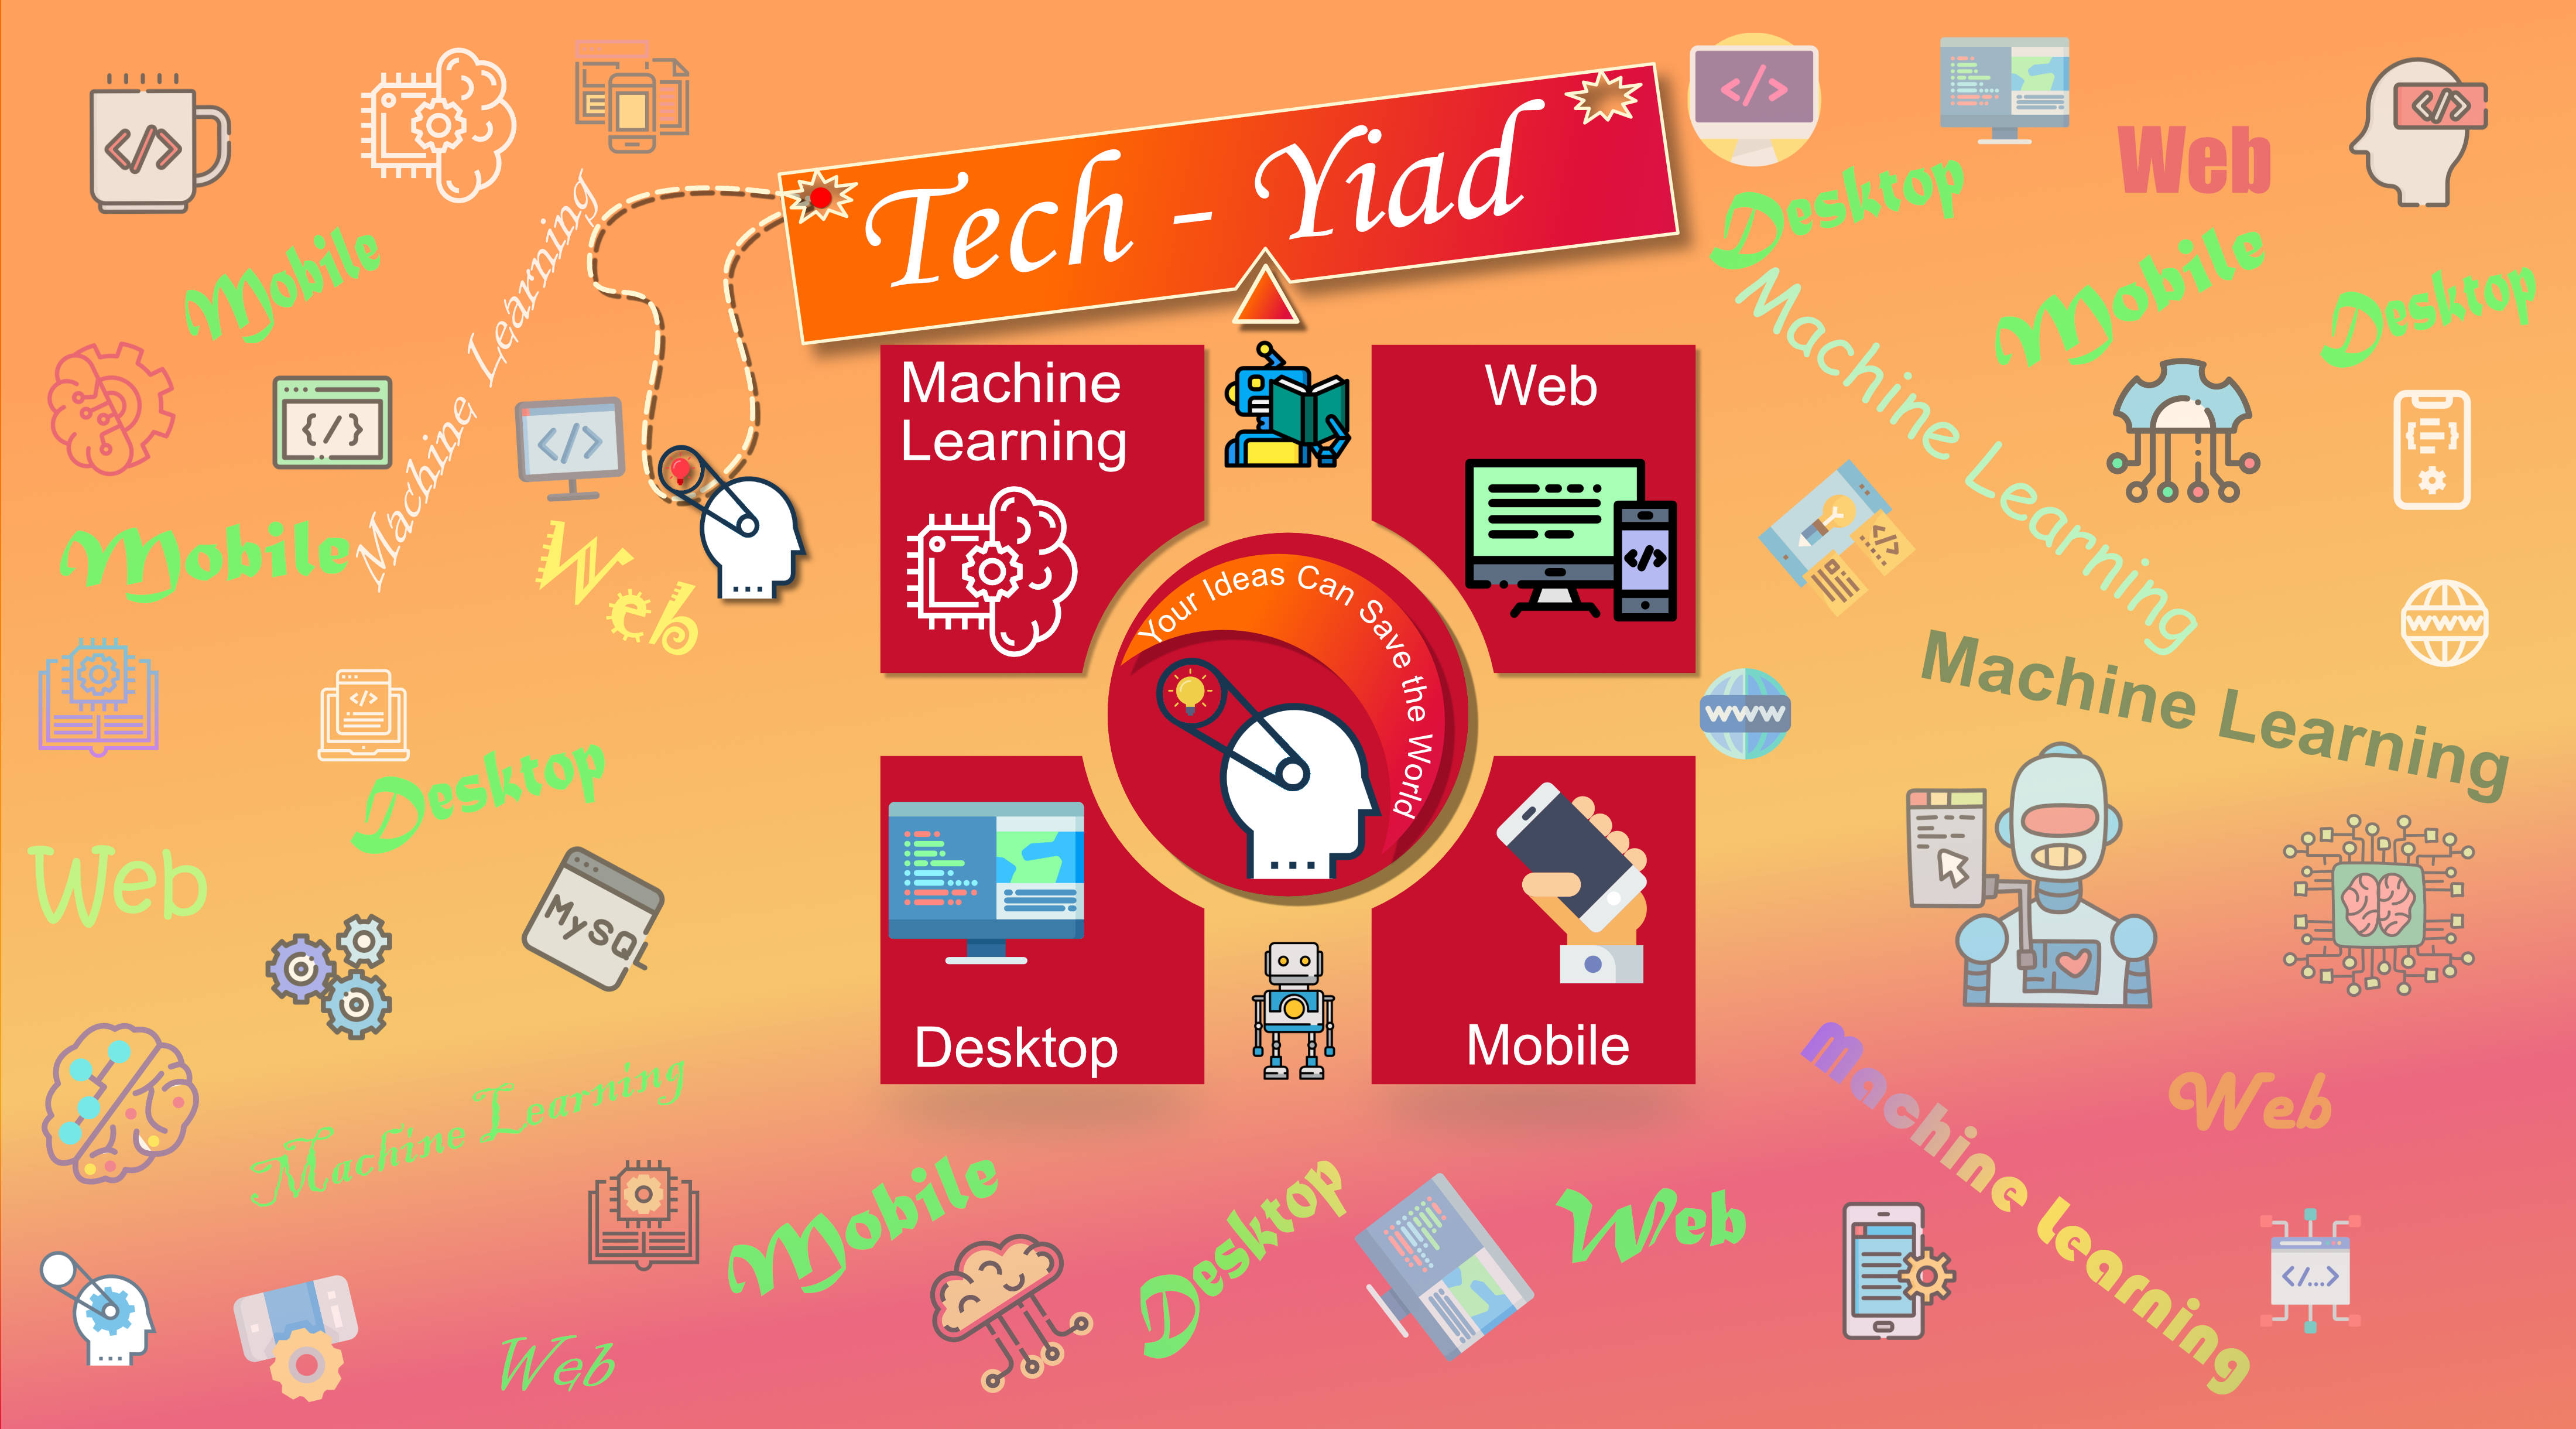 Tech - Yiad
Machine
Learning
Web
Your Ideas Can Save the World
Desktop
Mobile
</>
Mobile
Machine Learning
{/}
</>
Mobile
Web
</>
Desktop
Web
MySQL
Machine Learning
Web
Mobile
Desktop
Web
</>
Web
</>
Desktop
Mobile
Desktop
Machine Learning
</>
www
www
Machine Learning
Machine Learning
Web
</...>
</>